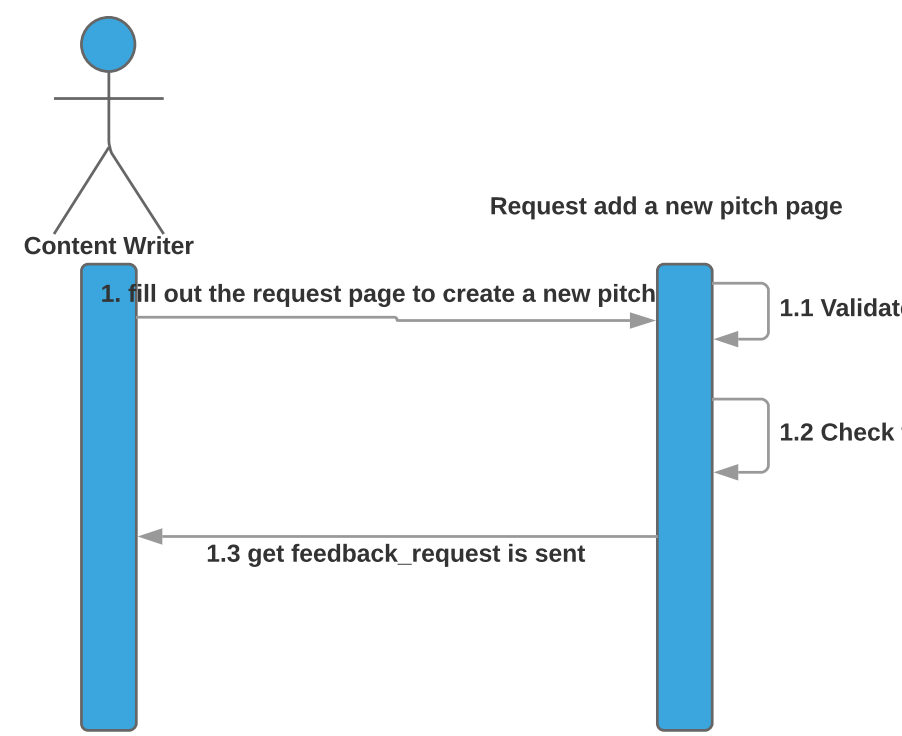 Request add a new pitch page
Content Writer
1. fill out the request page to create a new pitch
1.1
1.2 Check
1.3 get feedback_request is sent